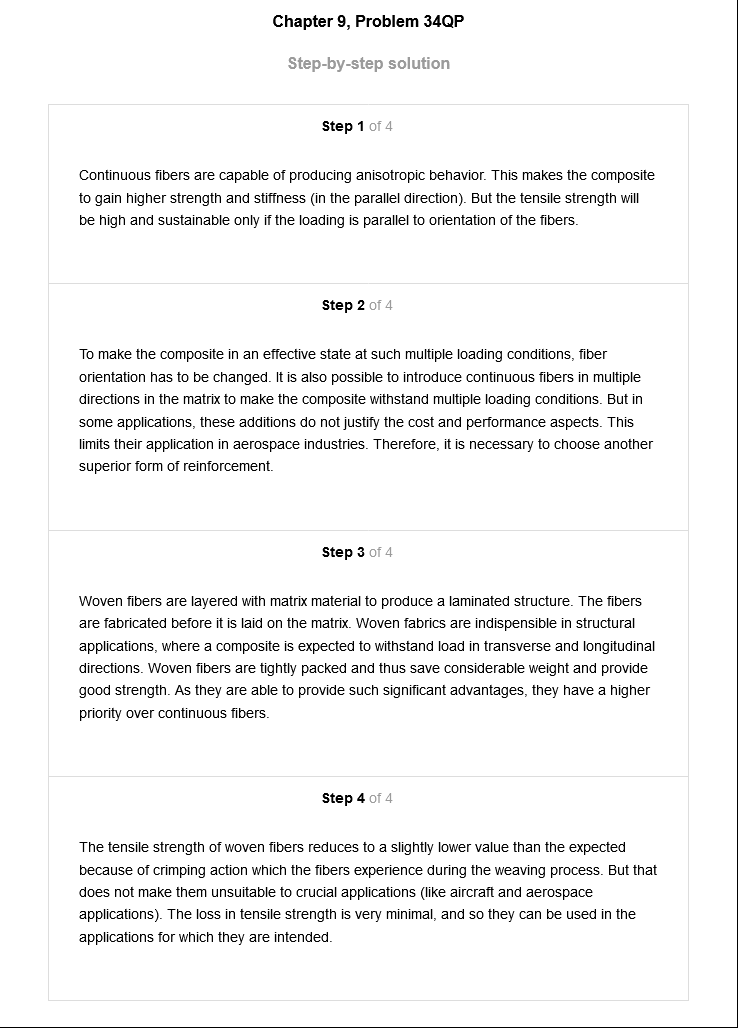 Chapter 9, Problem 34QP
Step-by-step solution
Step 1 of 4
Continuous fibers are capable of producing anisotropic behavior. This makes the composite
to gain higher strength and stiffness (in the parallel direction). But the tensile strength will
be high and sustainable only if the loading is parallel to orientation of the fibers.
Step 2 of 4
To make the composite in an effective state at such multiple loading conditions, fiber
orientation has to be changed. It is also possible to introduce continuous fibers in multiple
directions in the matrix to make the composite withstand multiple loading conditions. But in
some applications, these additions do not justify the cost and performance aspects. This
limits their application in aerospace industries. Therefore, it is necessary to choose another
superior form of reinforcement.
Step 3 of 4
Woven fibers are layered with matrix material to produce a laminated structure. The fibers
are fabricated before it is laid on the matrix. Woven fabrics are indispensible in structural
applications, where a composite is expected to withstand load in transverse and longitudinal
directions. Woven fibers are tightly packed and thus save considerable weight and provide
good strength. As they are able to provide such significant advantages, they have a higher
priority over continuous fibers.
Step 4 of 4
The tensile strength of woven fibers reduces to a slightly lower value than the expected
because of crimping action which the fibers experience during the weaving process. But that
does not make them unsuitable to crucial applications (like aircraft and aerospace
applications). The loss in tensile strength is very minimal, and so they can be used in the
applications for which they are intended.